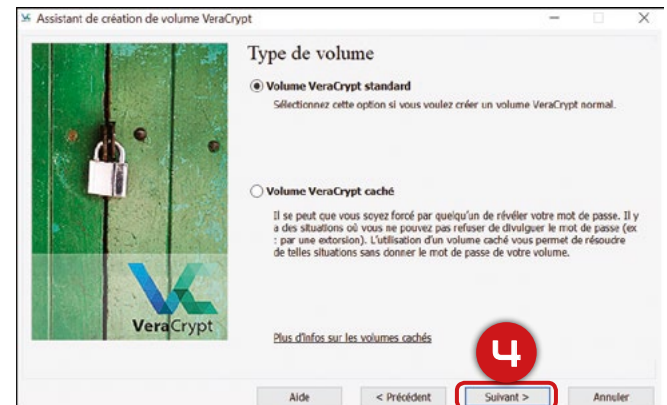 Assistant de création de volume VeraCrypt
Type de volume
Volume VeraCrypt standard
Sélectionnez cette option si vous voulez créer un volume VeraCrypt normal.
Volume VeraCrypt caché
Il se peut que vous soyez forcé par quelqu'un de révéler votre mot de passe. Il y
a des situations où vous ne pouvez pas refuser de divulguer le mot de passe (ex
: par une extorsion). L'utilisation d'un volume caché vous permet de résoudre
de telles situations sans donner le mot de passe de votre volume.
VeraCrypt
Plus d'infos sur les volumes cachés
4
Aide < Précédent Suivant > Annuler